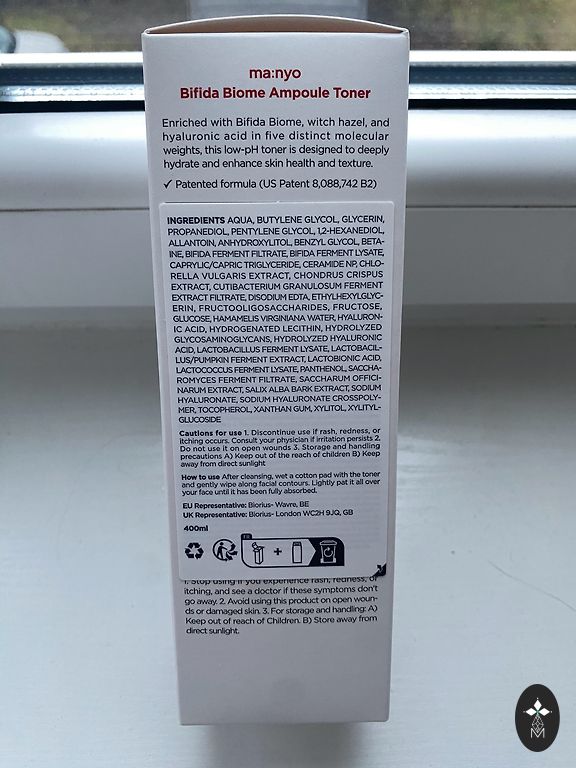 ma:nyo
Bifida Biome Ampoule Toner
Enriched with Bifida Biome, witch hazel, and
hyaluronic acid in five distinct molecular
weights, this low-pH toner is designed to deeply
hydrate and enhance skin health and texture.
✓ Patented formula (US Patent 8,088,742 B2)
INGREDIENTS AQUA, BUTYLENE GLYCOL, GLYCERIN,
PROPANEDIOL, PENTYLENE GLYCOL, 1,2-HEXANEDIOL,
ALLANTOIN, ANHYDROXYLITOL, BENZYL GLYCOL, BETA-
INE, BIFIDA FERMENT FILTRATE, BIFIDA FERMENT LYSATE,
CAPRYLIC/CAPRIC TRIGLYCERIDE, CERAMIDE NP, CHLO-
RELLA VULGARIS EXTRACT, CHONDRUS CRISPUS
EXTRACT, CUTIBACTERIUM GRANULOSUM FERMENT
EXTRACT FILTRATE, DISODIUM EDTA, ETHYLHEXYLGLYC-
ERIN, FRUCTOOLIGOSACCHARIDES, FRUCTOSE,
GLUCOSE, HAMAMELIS VIRGINIANA WATER, HYALURON-
IC ACID, HYDROGENATED LECITHIN, HYDROLYZED
GLYCOSAMINOGLYCANS, HYDROLYZED HYALURONIC
ACID, LACTOBACILLUS FERMENT LYSATE, LACTOBACIL-
LUS/PUMPKIN FERMENT EXTRACT, LACTOBIONIC ACID,
LACTOCOCCUS FERMENT LYSATE, PANTHENOL, SACCHA-
ROMYCES FERMENT FILTRATE, SACCHARUM OFFICI-
NARUM EXTRACT, SALIX ALBA BARK EXTRACT, SODIUM
HYALURONATE, SODIUM HYALURONATE CROSSPOLY-
MER, TOCOPHEROL, XANTHAN GUM, XYLITOL, XYLITYL-
GLUCOSIDE
Cautions for use 1. Discontinue use if rash, redness, or
itching occurs. Consult your physician if irritation persists 2.
Do not use it on open wounds 3. Storage and handling
precautions A) Keep out of the reach of children B) Keep
away from direct sunlight
How to use After cleansing, wet a cotton pad with the toner
and gently wipe along facial contours. Lightly pat it all over
your face until it has been fully absorbed.
EU Representative: Biorius- Wavre, BE
UK Representative: Biorius- London WC2H 9JQ, GB
400ml
FR
+
1. Stop using if you experience rash, redness, or
itching, and see a doctor if these symptoms don't
go away. 2. Avoid using this product on open woun-
ds or damaged skin. 3. For storage and handling: A)
Keep out of reach of Children. B) Store away from
direct sunlight.
M